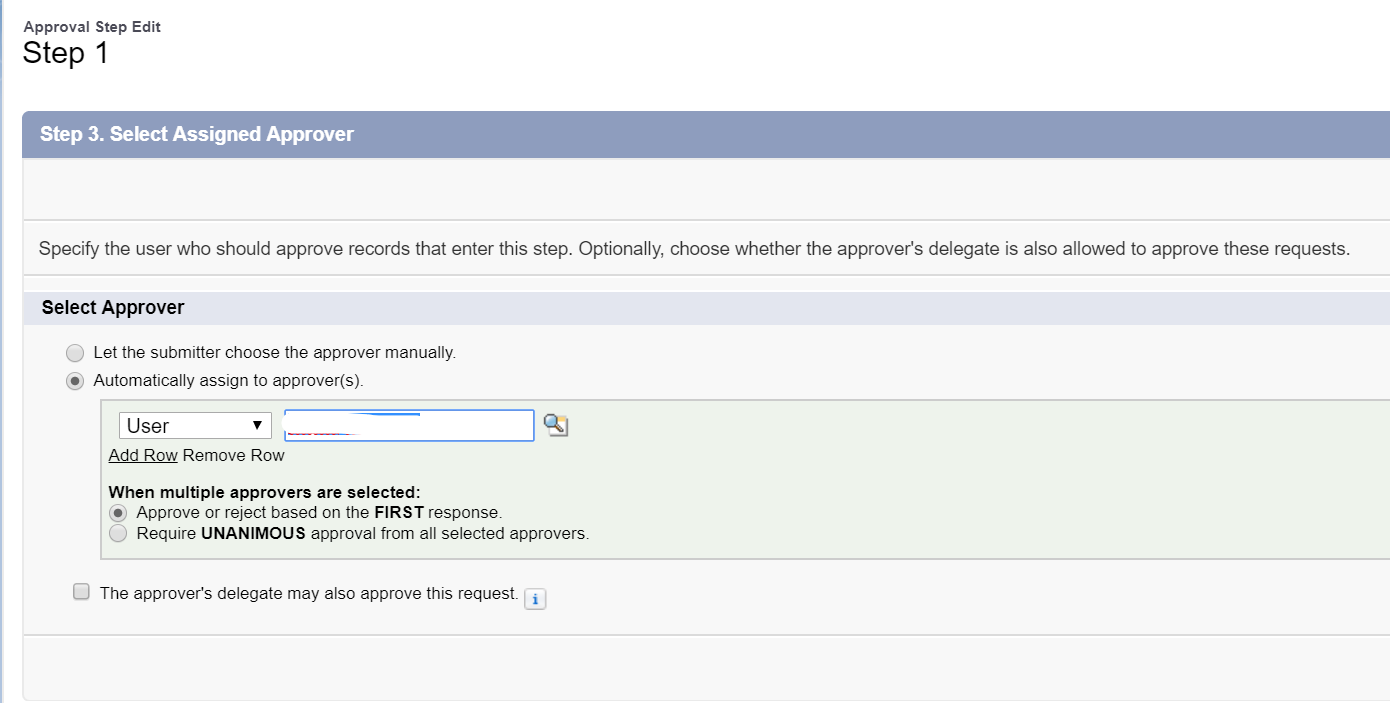 Approval Step Edit
Step 1
Step 3. Select Assigned Approver
Specify the user who should approve records that enter this step. Optionally, choose whether the approver's delegate is also allowed to approve these requests.
Select Approver
Let the submitter choose the approver manually.
Automatically assign to approver(s).
User
Add Row Remove Row
When multiple approvers are selected:
Approve or reject based on the FIRST response.
Require UNANIMOUS approval from all selected approvers.
The approver's delegate may also approve this request. i